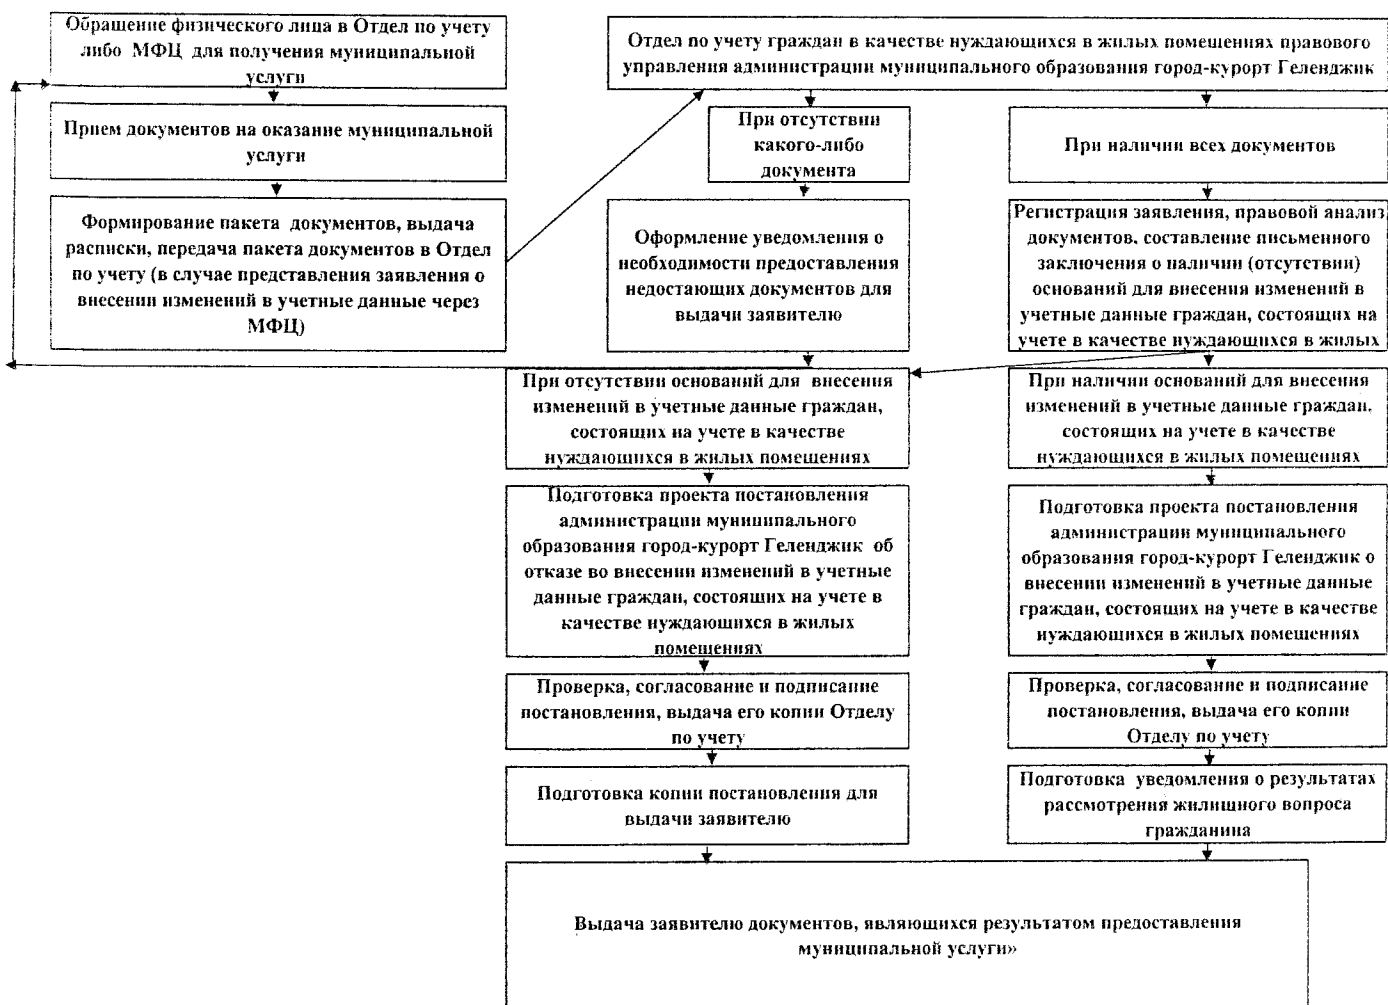 Обращение физического лица в Отдел по учету
либо МФЦ для получения муниципальной
услуги
Прием документов на оказание муниципальной
услуги
Формирование пакета документов, выдача
расписки, передача пакета документов в Отдел
по учету (в случае представления заявления о
внесении изменений в учетные данные через
МФЦ)
Отдел по учету граждан в качестве нуждающихся в жилых помещениях правового
управления администрации муниципального образования город-курорт Геленджик
При отсутствии
какого-либо
документа
При наличии всех документов
Оформление уведомления о
необходимости предоставления
недостающих документов для
выдачи заявителю
Регистрация заявления, правовой анализ
документов, составление письменного
заключения о наличии (отсутствии)
оснований для внесения изменений в
учетные данные граждан, состоящих на
учете в качестве нуждающихся в жилых
При отсутствии оснований для внесения
изменений в учетные данные граждан,
состоящих на учете в качестве
нуждающихся в жилых помещениях
При наличии оснований для внесения
изменений в учетные данные граждан,
состоящих на учете в качестве
нуждающихся в жилых помещениях
Подготовка проекта постановления
администрации муниципального
образования город-курорт Геленджик об
отказе во внесении изменений в учетные
данные граждан, состоящих на учете в
качестве нуждающихся в жилых
помещениях
Подготовка проекта постановления
администрации муниципального
образования город-курорт Геленджик о
внесении изменений в учетные данные
граждан, состоящих на учете в качестве
нуждающихся в жилых помещениях
Проверка, согласование и подписание
постановления, выдача его копии Отделу
по учету
Проверка, согласование и подписание
постановления, выдача его копии
Отделу по учету
Подготовка копии постановления для
выдачи заявителю
Подготовка уведомления о результатах
рассмотрения жилищного вопроса
гражданина
Выдача заявителю документов, являющихся результатом предоставления
муниципальной услуги»